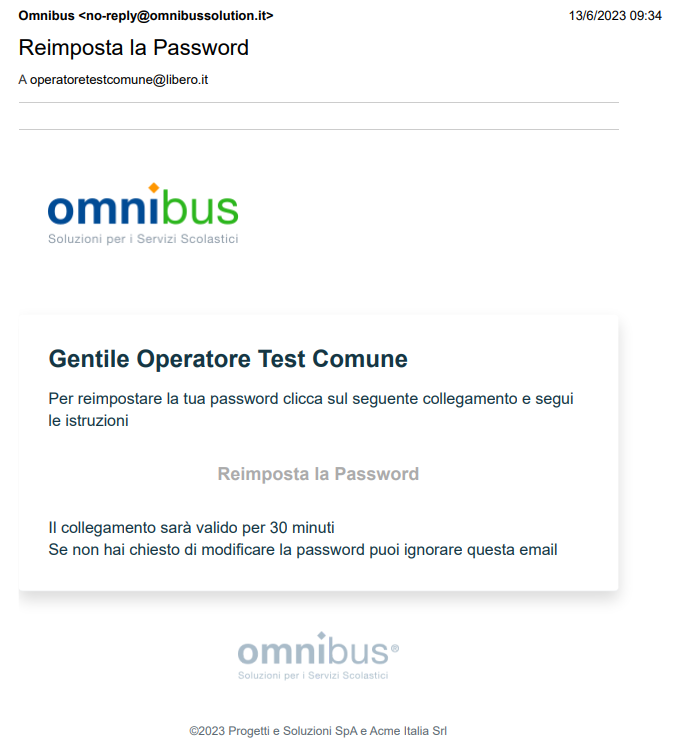 Omnibus <no-reply@omnibussolution.it> 13/6/2023 09:34
Reimposta la Password
A operatoretestcomune@libero.it
omnibus
Soluzioni per i Servizi Scolastici
Gentile Operatore Test Comune
Per reimpostare la tua password clicca sul seguente collegamento e segui
le istruzioni
Reimposta la Password
Il collegamento sarà valido per 30 minuti
Se non hai chiesto di modificare la password puoi ignorare questa email
omnibus®
Soluzioni per i Servizi Scolastici
©2023 Progetti e Soluzioni SpA e Acme Italia Srl